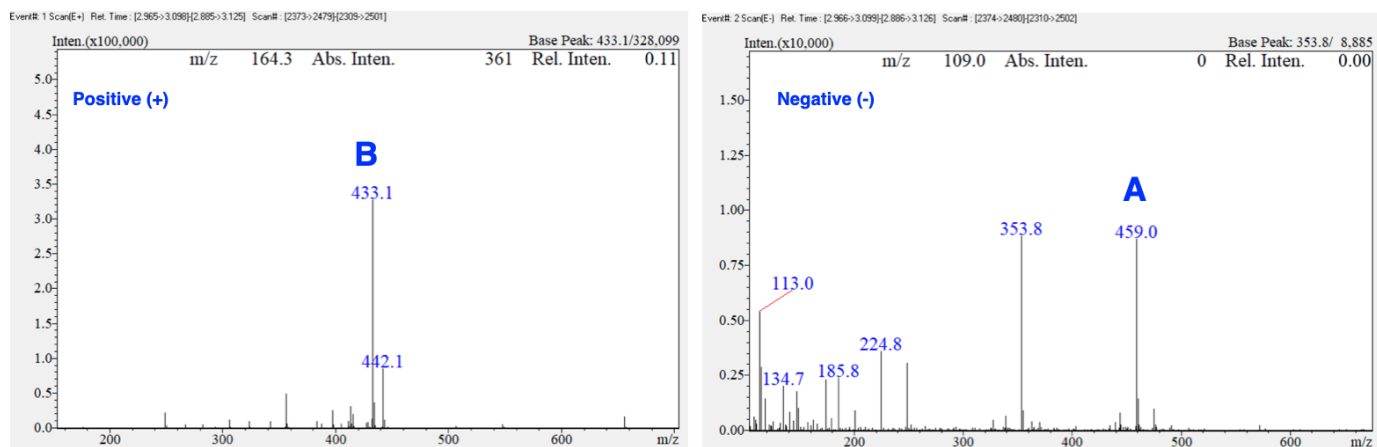 Event#: 1 Scan(E+) Ret. Time : [2.965->3.098]-[2.885->3.125] Scan# : [2373->2479]-[2309->2501]
Inten.(x100,000)
Base Peak: 433.1/328,099
m/z 164.3 Abs. Inten. 361 Rel. Inten. 0.11
5.0
Positive (+)
4.5
4.0
B
3.5
433.1
3.0
2.5
2.0
1.5
1.0
442.1
0.5
0.0
200 300 400 500 600 m/z
Event#: 2 Scan(E-) Ret. Time : [2.966->3.099]-[2.886->3.126] Scan# : [2374->2480]-[2310->2502]
Inten.(x10,000)
Base Peak: 353.8/ 8,885
m/z 109.0 Abs. Inten. 0 Rel. Inten. 0.00
1.50
Negative (-)
1.25
A
1.00
353.8
459.0
0.75
113.0
0.50
224.8
0.25
134.7
185.8
0.00
200 300 400 500 600 m/z